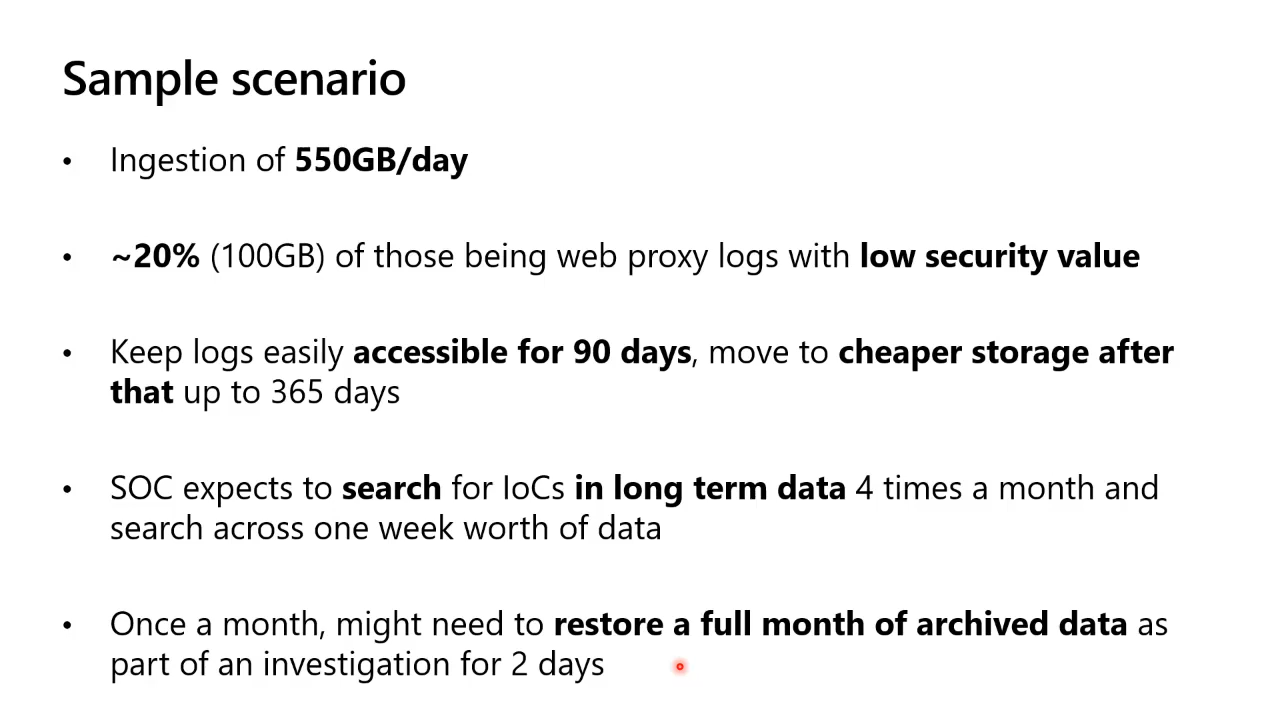 Sample scenario
• Ingestion of 550GB/day
• ~20% (100GB) of those being web proxy logs with low security value
• Keep logs easily accessible for 90 days, move to cheaper storage after
that up to 365 days
• SOC expects to search for IoCs in long term data 4 times a month and
search across one week worth of data
• Once a month, might need to restore a full month of archived data as
part of an investigation for 2 days